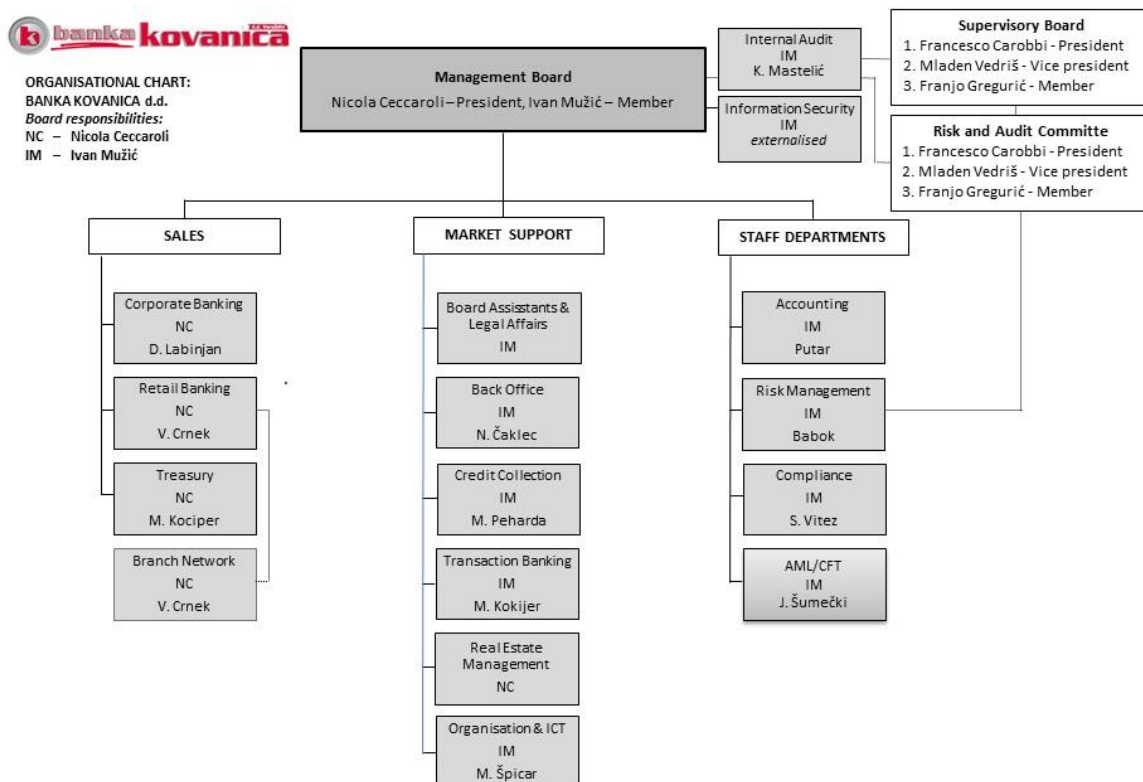 banka kovanica
ORGANISATIONAL CHART:
BANKA KOVANICA d.d.
Board responsibilities:
NC – Nicola Ceccaroli
IM – Ivan Mužić
Management Board
Nicola Ceccaroli – President, Ivan Mužić – Member
Internal Audit
IM
K. Mastelić
Information Security
IM
externalised
Supervisory Board
1. Francesco Carobbi - President
2. Mladen Vedriš - Vice president
3. Franjo Gregurić - Member
Risk and Audit Committe
1. Francesco Carobbi - President
2. Mladen Vedriš - Vice president
3. Franjo Gregurić - Member
SALES
Corporate Banking
NC
D. Labinjan
Retail Banking
NC
V. Crnek
Treasury
NC
M. Kociper
Branch Network
NC
V. Crnek
MARKET SUPPORT
Board Assisstants &
Legal Affairs
IM
Back Office
IM
N. Čaklec
Credit Collection
IM
M. Peharda
Transaction Banking
IM
M. Kokijer
Real Estate
Management
NC
Organisation & ICT
IM
M. Špicar
STAFF DEPARTMENTS
Accounting
IM
Putar
Risk Management
IM
Babok
Compliance
IM
S. Vitez
AML/CFT
IM
J. Šumečki